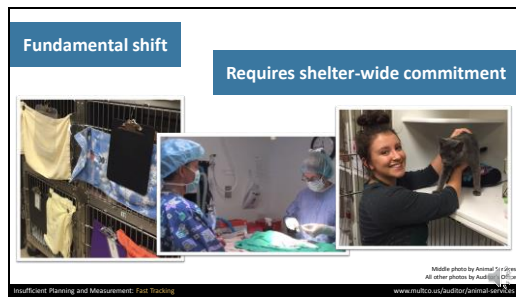 Fundamental shift
Requires shelter-wide commitment
Middle photo by Animal Services
All other photos by Auditor's Office
Insufficient Planning and Measurement: Fast Tracking
www.multco.us/auditor/animal-services